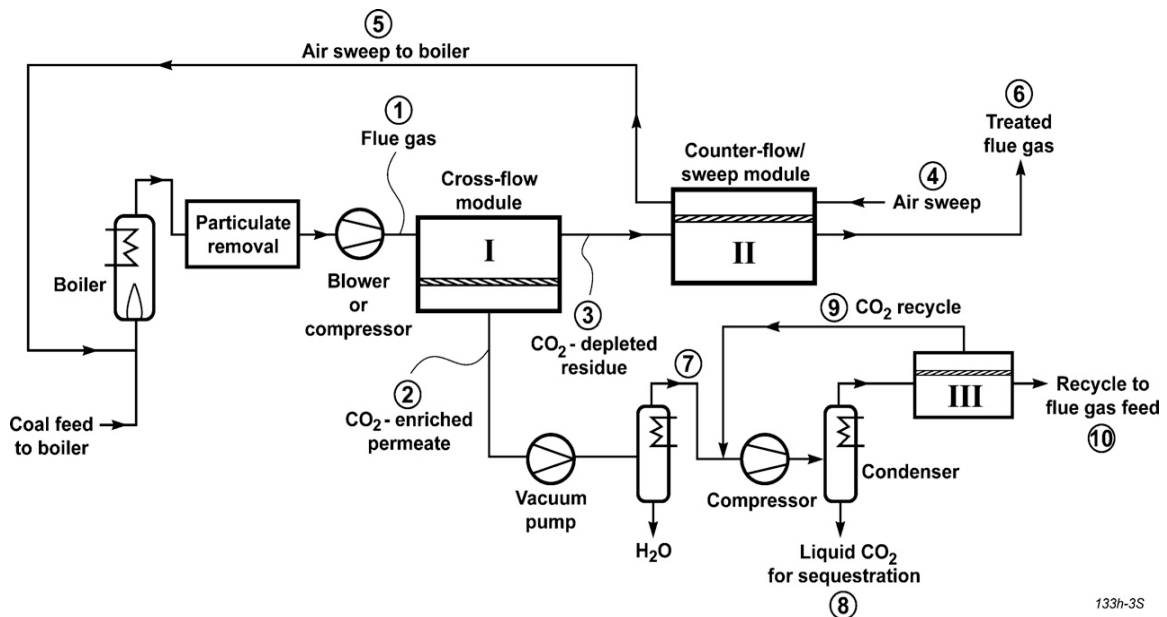 ⑤
Air sweep to boiler
①
Flue gas
⑥
Treated
flue gas
Counter-flow/
sweep module
④
Air sweep
Cross-flow
module
Particulate
removal
I
II
Boiler
Blower
or
compressor
③
CO₂ - depleted
residue
⑨ CO₂ recycle
②
CO₂ - enriched
permeate
⑦
III
Recycle to
flue gas feed
⑩
Coal feed
to boiler
Vacuum
pump
Compressor
Condenser
H₂O
Liquid CO₂
for sequestration
⑧
133h-3S